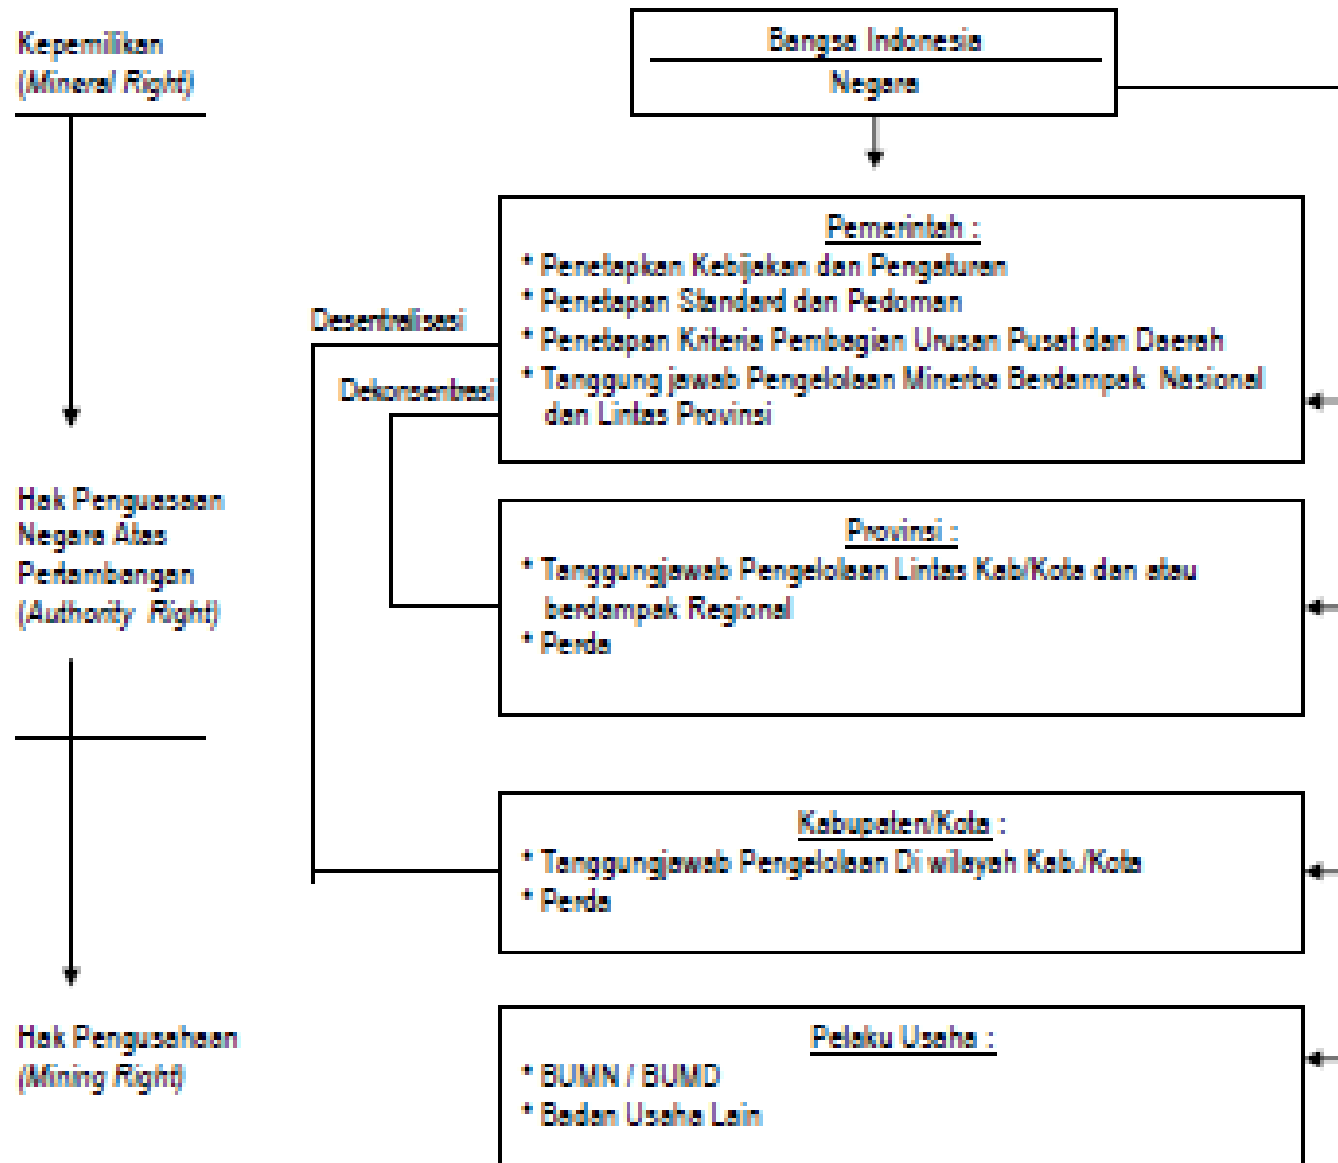 Kepemilikan
(Mineral Right)
Bangsa Indonesia
Negara
Pemerintah :
* Penetapkan Kebijakan dan Pengaturan
* Penetapan Standard dan Pedoman
* Penetapan Kriteria Pembagian Urusan Pusat dan Daerah
* Tanggung jawab Pengelolaan Minerba Berdampak Nasional
dan Lintas Provinsi
Desentralisasi
Dekonsentrasi
Hak Penguasaan
Negara Atas
Pertambangan
(Authority Right)
Provinsi :
* Tanggungjawab Pengelolaan Lintas Kab/Kota dan atau
berdampak Regional
* Perda
Kabupaten/Kota :
* Tanggungjawab Pengelolaan Di wilayah Kab./Kota
* Perda
Hak Pengusahaan
(Mining Right)
Pelaku Usaha :
* BUMN / BUMD
* Badan Usaha Lain